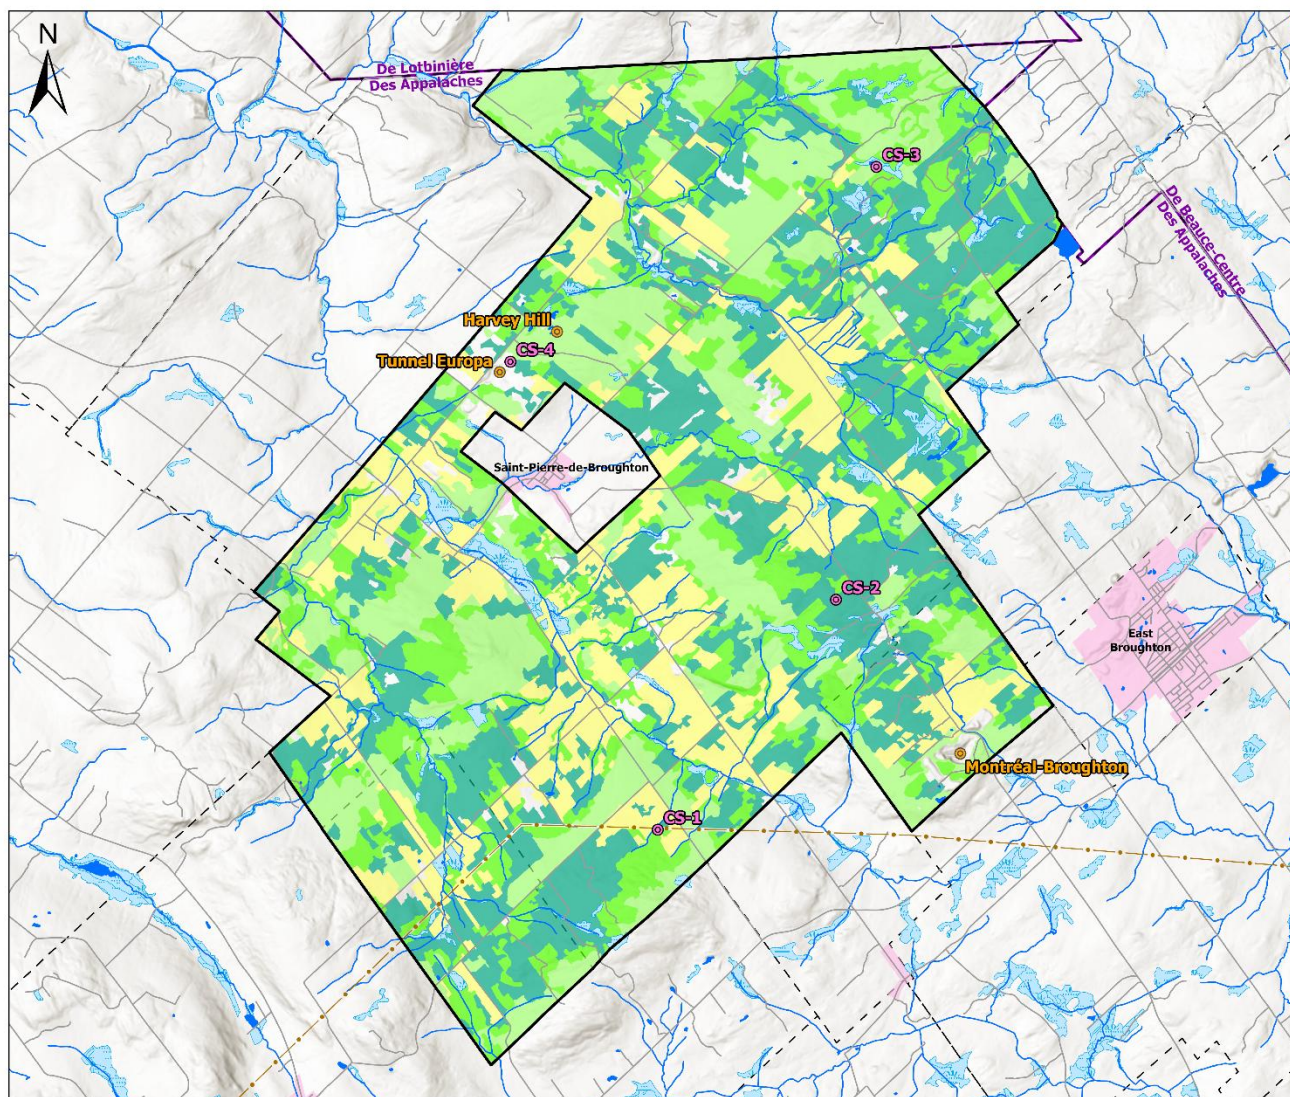 N
De Lotbinière
Des Appalaches
CS-3
De Beauce-Centre
Des Appalaches
Harvey Hill
CS-4
Tunnel Europa
Saint-Pierre-de-Broughton
CS-2
East
Broughton
Montréal-Broughton
CS-1